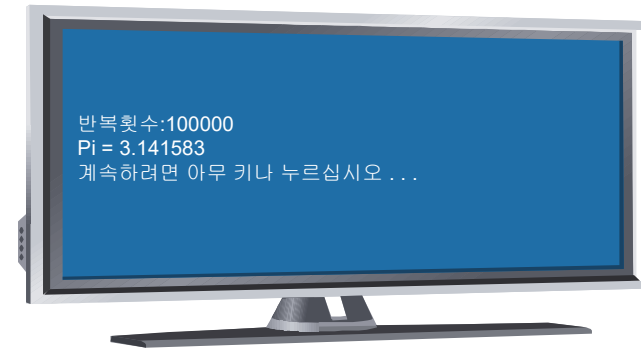 반복횟수:100000
Pi = 3.141583
계속하려면 아무 키나 누르십시오 . . .